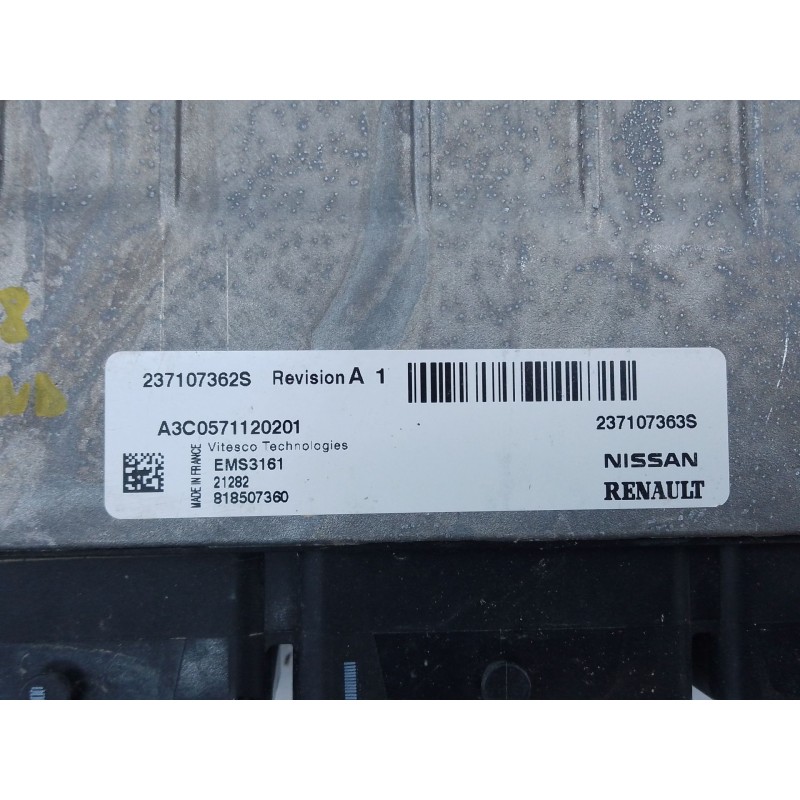 237107362S Revision A 1
A3C0571120201
237107363S
MADE IN FRANCE
Vitesco Technologies
EMS3161
21282
818507360
NISSAN
RENAULT